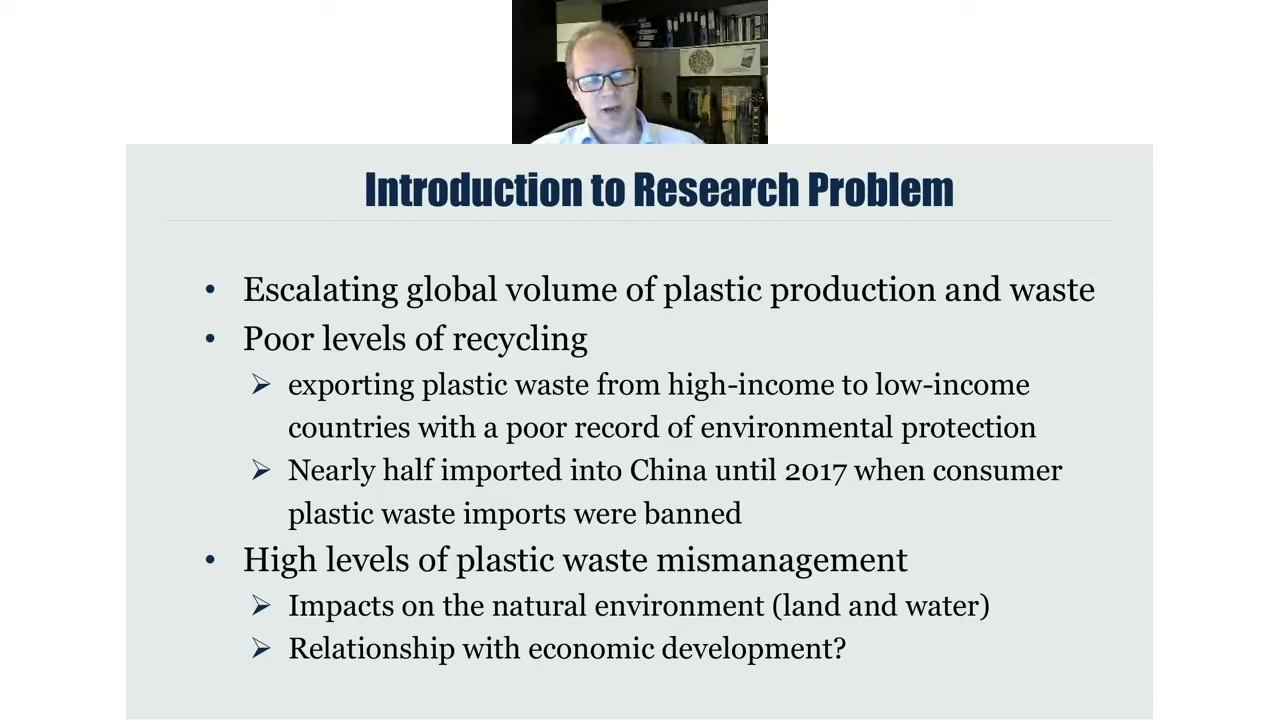 Introduction to Research Problem
• Escalating global volume of plastic production and waste
• Poor levels of recycling
➢ exporting plastic waste from high-income to low-income
countries with a poor record of environmental protection
➢ Nearly half imported into China until 2017 when consumer
plastic waste imports were banned
• High levels of plastic waste mismanagement
➢ Impacts on the natural environment (land and water)
➢ Relationship with economic development?